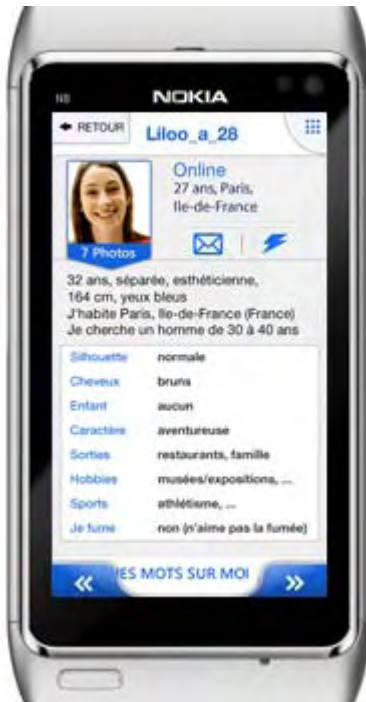 N8
NOKIA
RETOUR
Liloo_a_28
Online
27 ans, Paris,
Ile-de-France
7 Photos
32 ans, séparée, esthéticienne,
164 cm, yeux bleus
J'habite Paris, Ile-de-France (France)
Je cherche un homme de 30 à 40 ans
Silhouette normale
Cheveux bruns
Enfant aucun
Caractère aventureuse
Sorties restaurants, famille
Hobbies musées/expositions, ...
Sports athlétisme, ...
Je fume non (n'aime pas la fumée)
MES MOTS SUR MOI